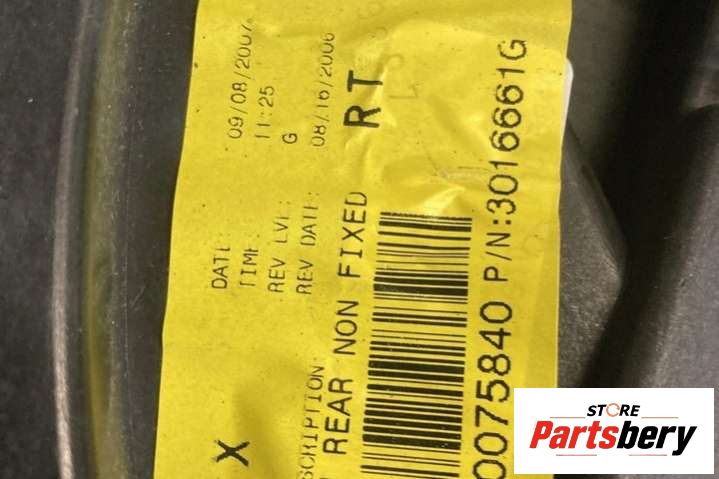 X
DATE: 09/08/2007
TIME: 11:25
REV LVL: G
REV DATE: 08/16/2006
SCRIPTION:
REAR NON FIXED RT
0075840 P/N:30166661G
STORE
Partsbery